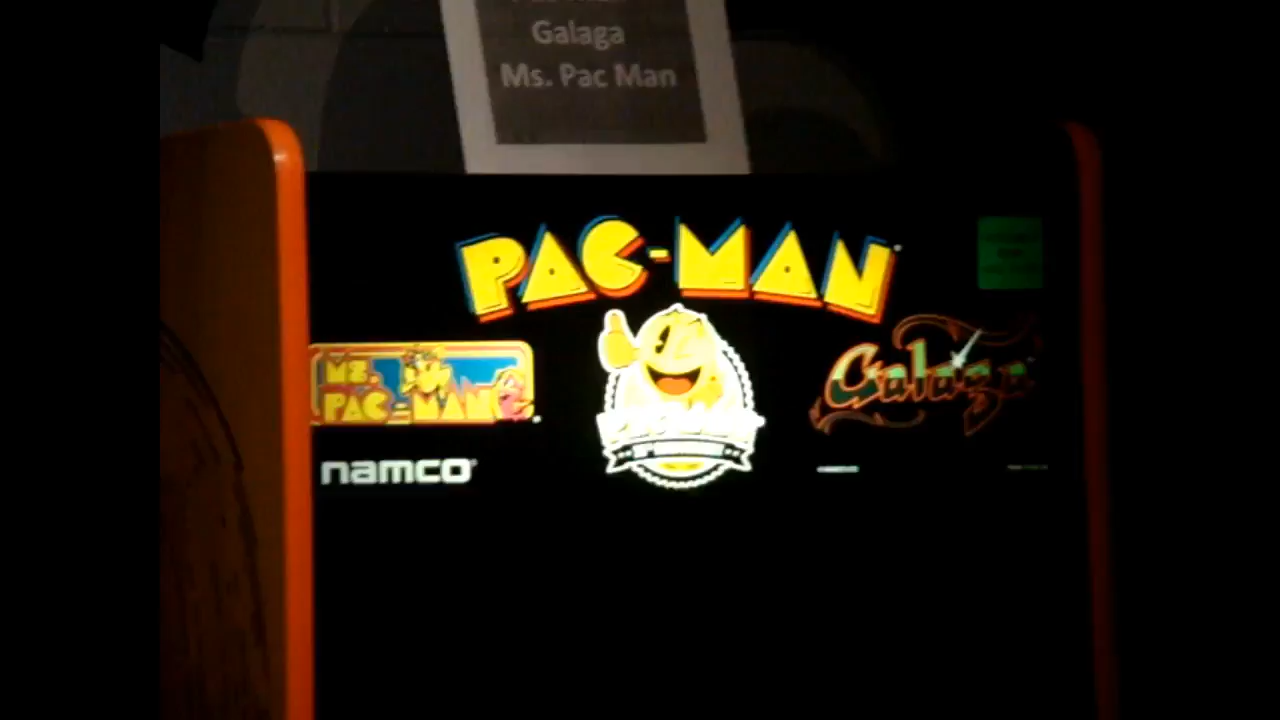 Galaga
Ms. Pac Man
PAC-MAN
MS.
PAC-MAN
Galaga
namco